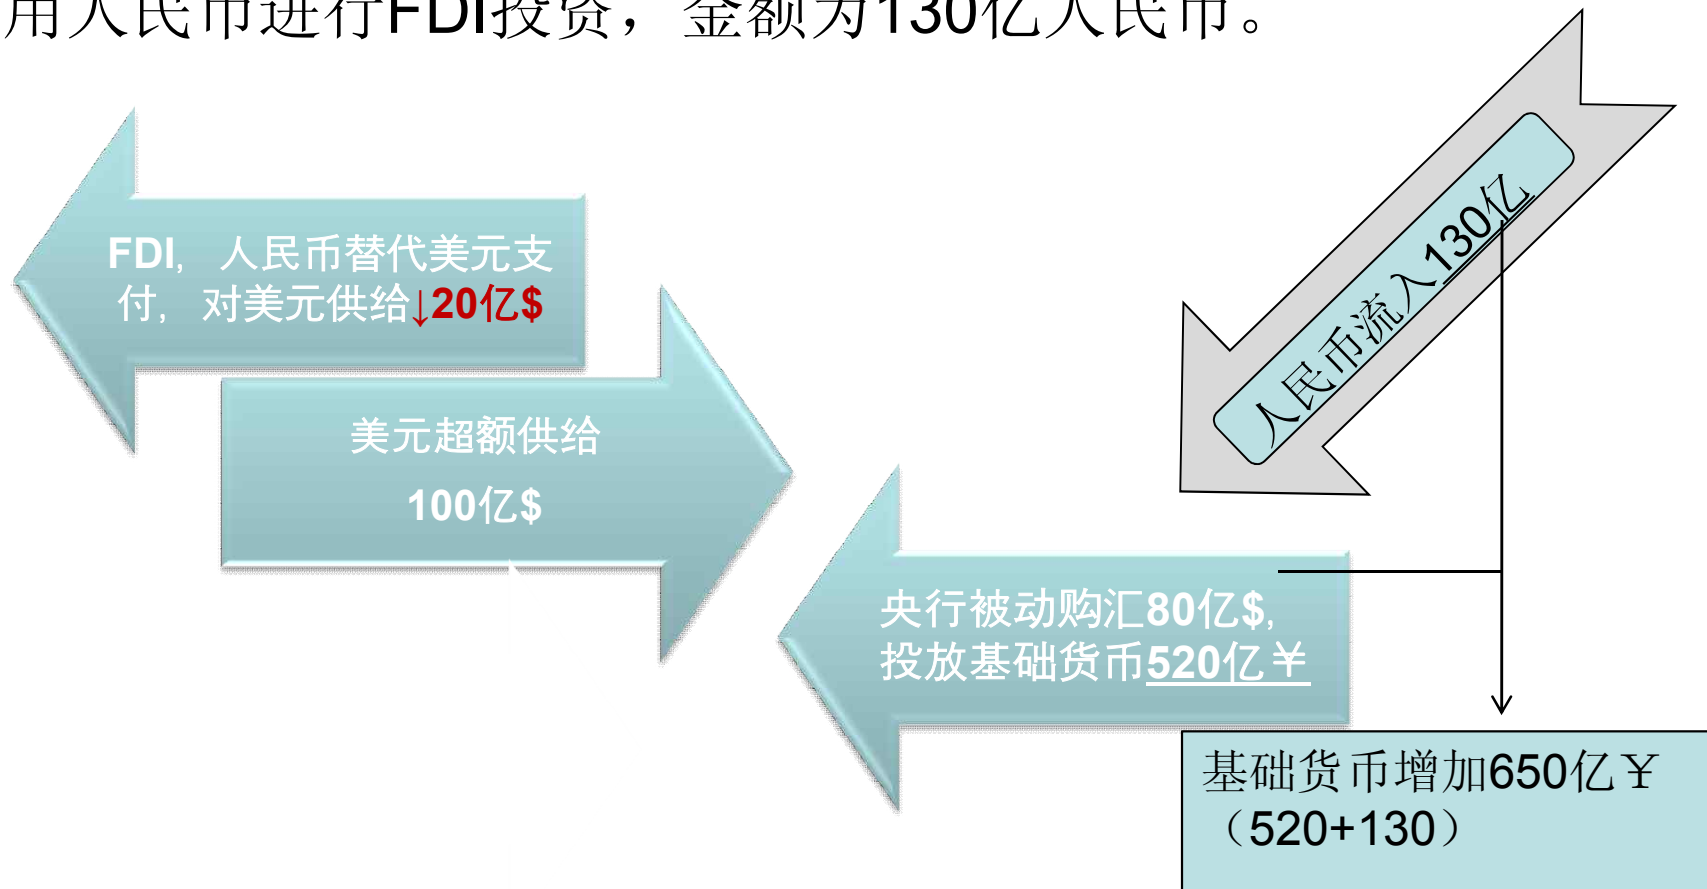 用人民币进行FDI投资，金额为130亿人民币。
FDI, 人民币替代美元支
付, 对美元供给↓20亿$
美元超额供给
100亿$
人民币流入130亿
央行被动购汇80亿$,
投放基础货币520亿￥
基础货币增加650亿￥
（520+130）